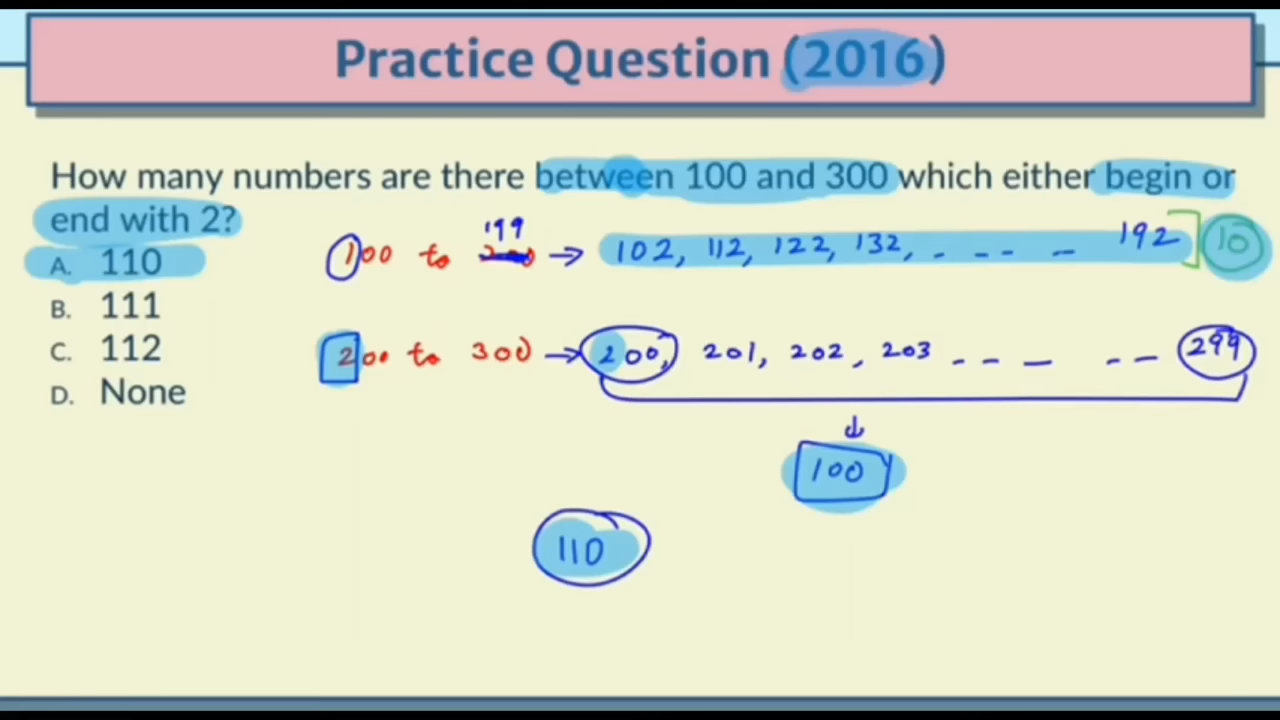 Practice Question (2016)
How many numbers are there between 100 and 300 which either begin or
end with 2?
199
100 to 200 → 102, 112, 122, 132, - -- - 192 10
A. 110
B. 111
200 to 300 → 200, 201, 202, 203 - - - - - 299
C. 112
D. None
↓
100
110